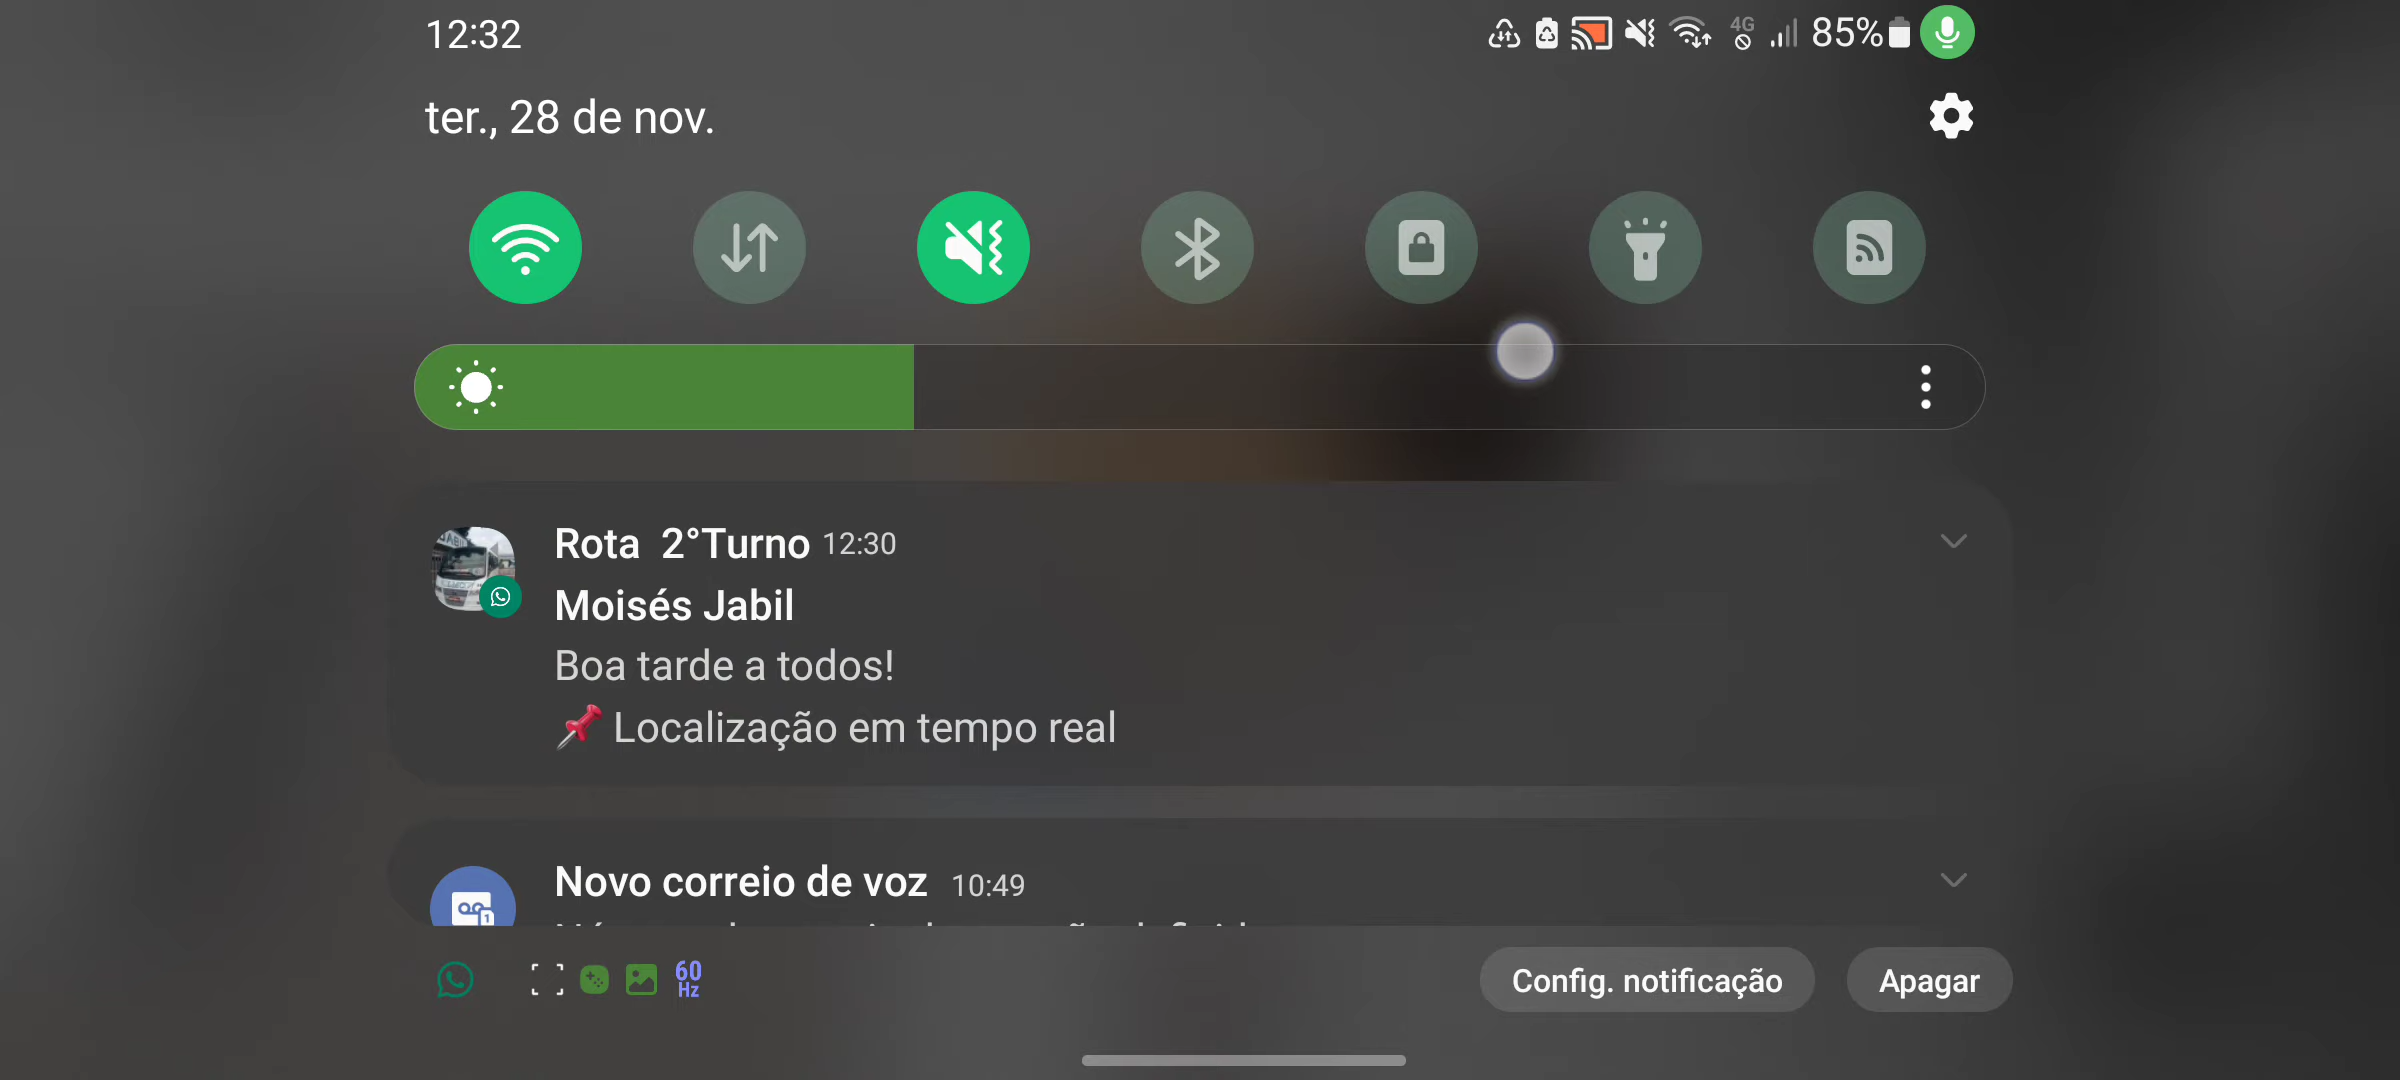 12:32
4G
85%
ter., 28 de nov.
Rota 2°Turno 12:30
Moisés Jabil
Boa tarde a todos!
📌 Localização em tempo real
Novo correio de voz 10:49
60
Hz
Config. notificação
Apagar